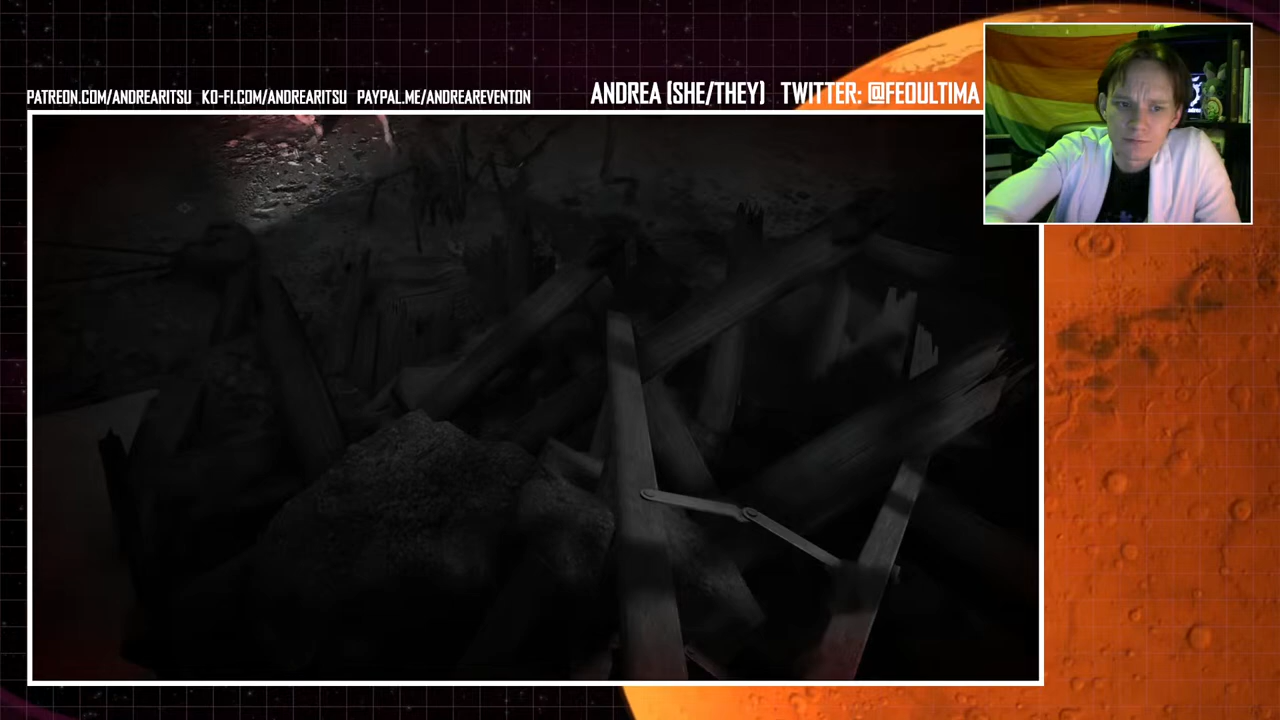 PATREON.COM/ANDREARITSU KO-FI.COM/ANDREARITSU PAYPAL.ME/ANDREAREVENTON
ANDREA (SHE/THEY) TWITTER: @FEOULTIMA